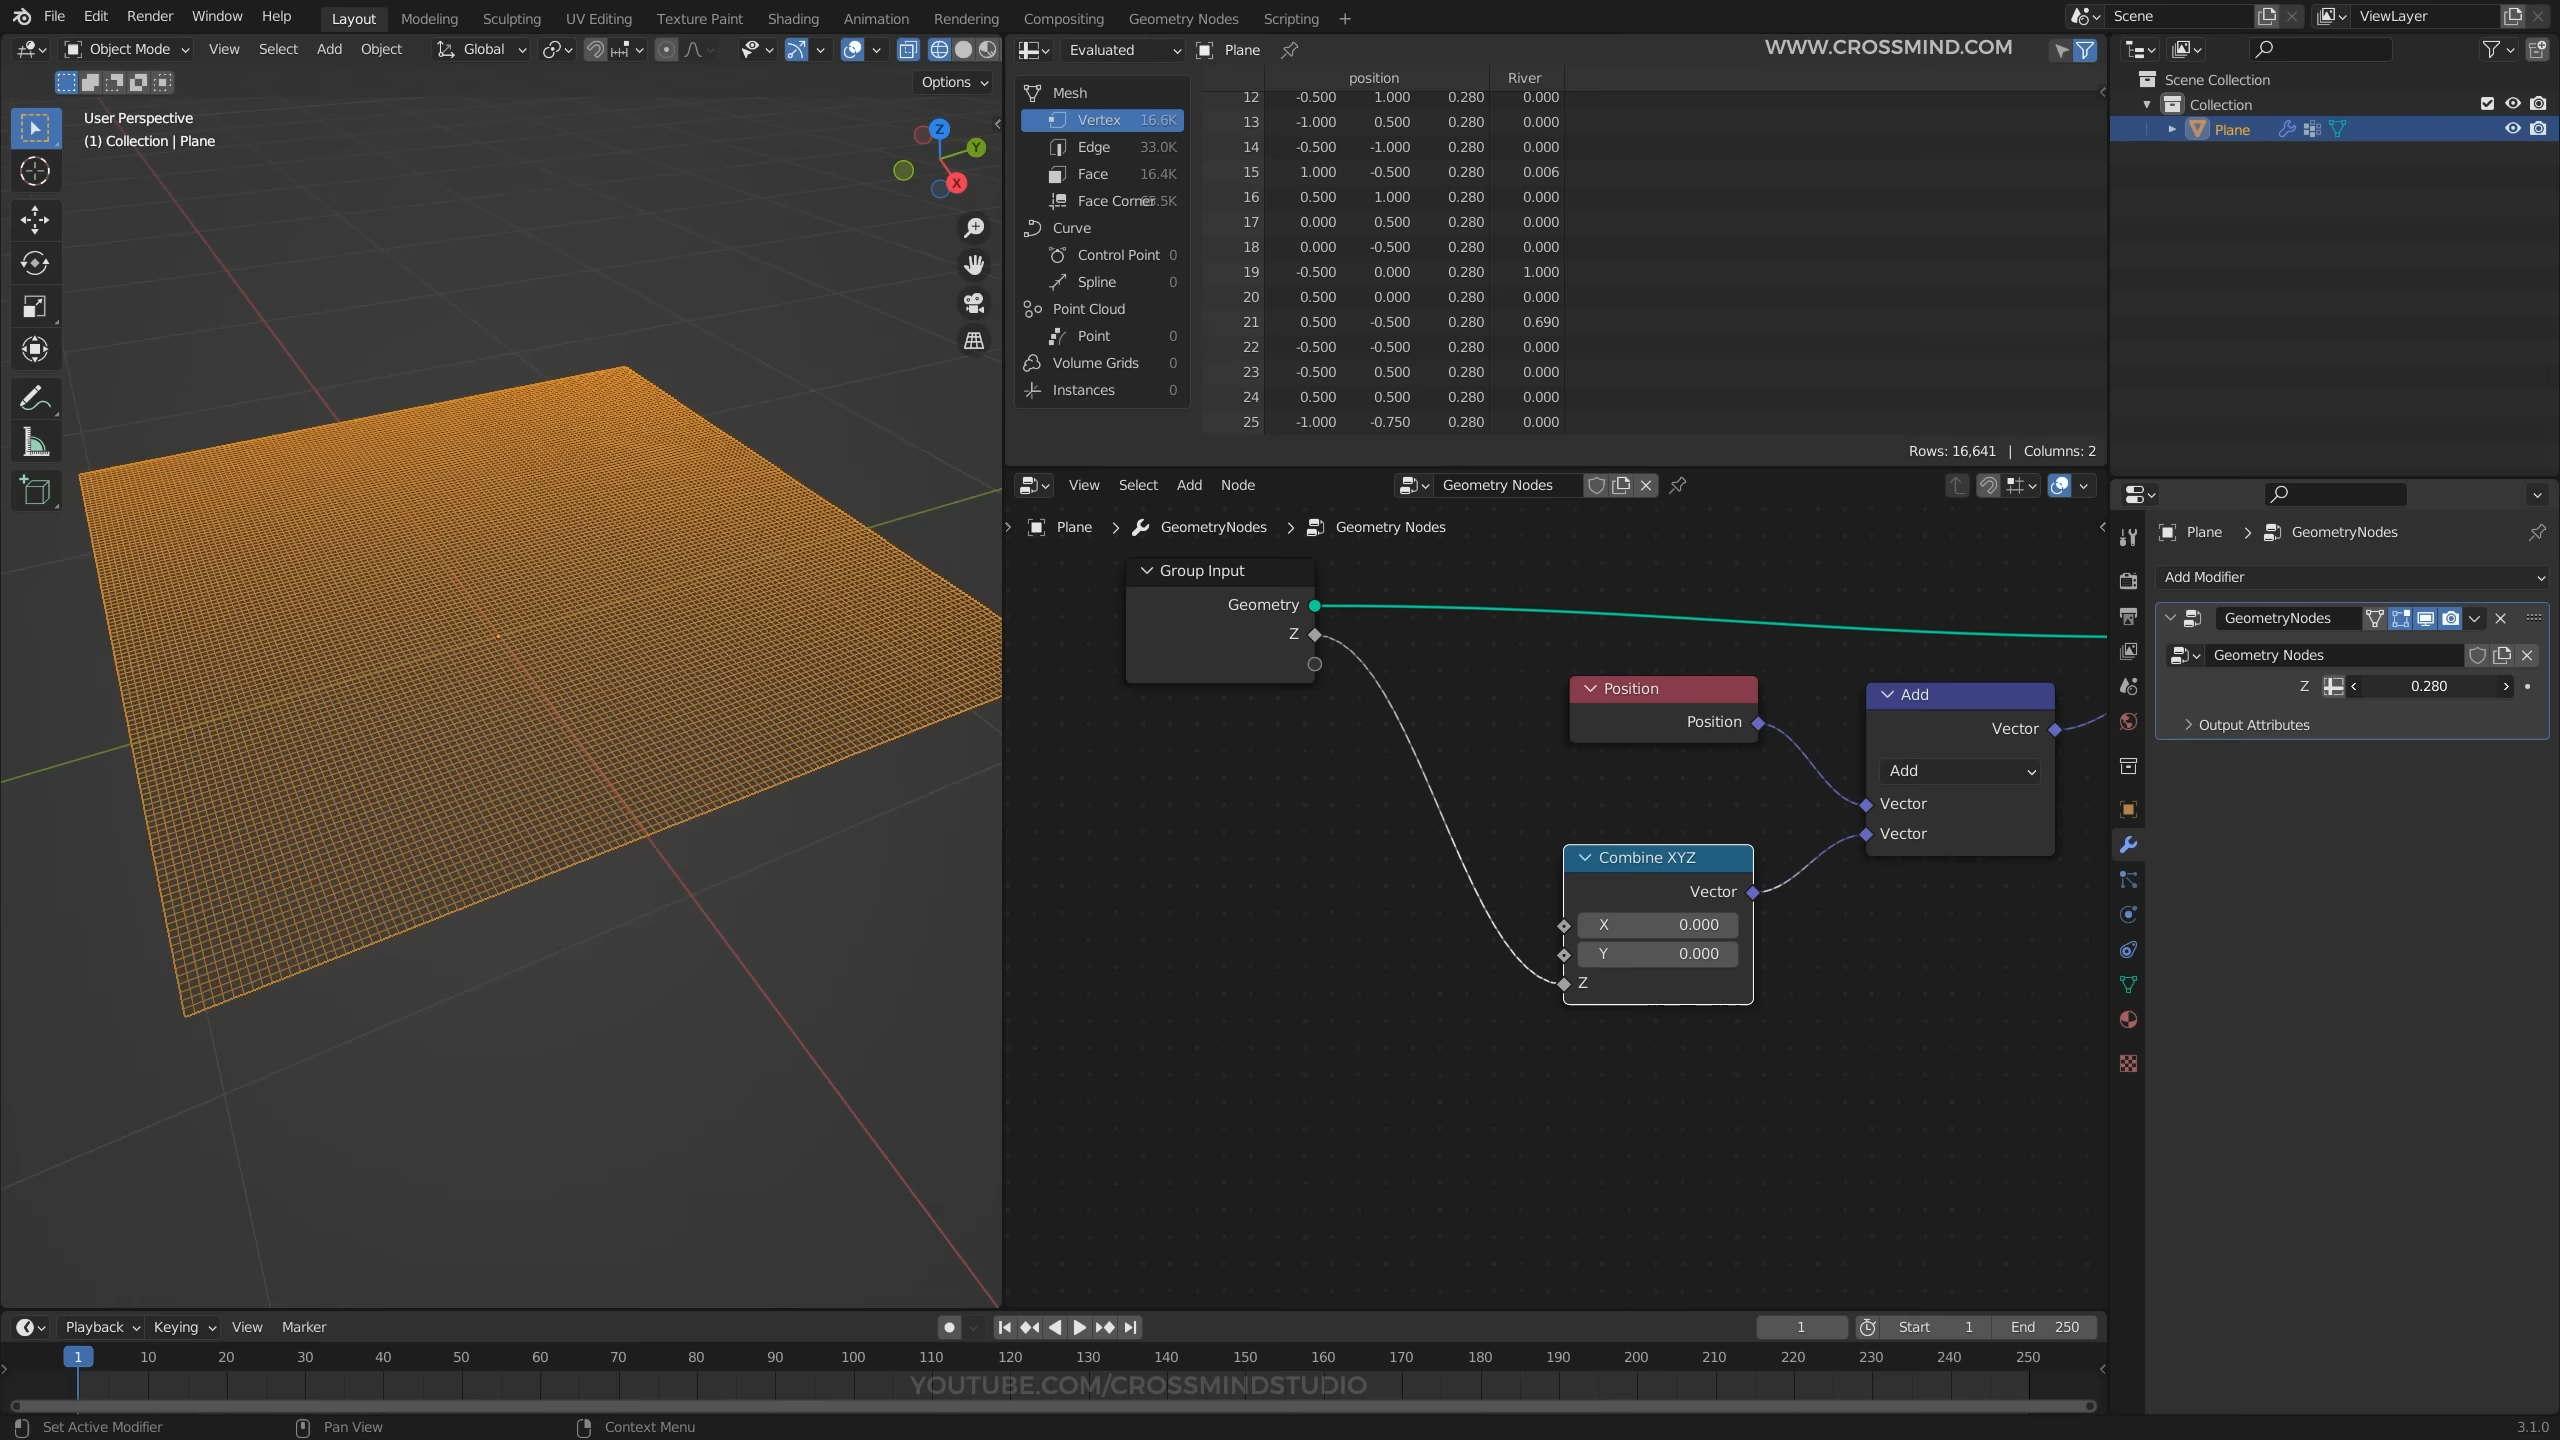 File Edit Render Window Help Layout Modeling Sculpting UV Editing Texture Paint Shading Animation Rendering Compositing Geometry Nodes Scripting + Scene ViewLayer
Object Mode View Select Add Object Global
Options
User Perspective
(1) Collection | Plane
Z
Y
X
Evaluated Plane WWW.CROSSMIND.COM
Mesh
Vertex 16.6K
Edge 33.0K
Face 16.4K
Face Corner
Curve
Control Point 0
Spline 0
Point Cloud
Point 0
Volume Grids 0
Instances 0
position River
12 -0.500 1.000 0.280 0.000
13 -1.000 0.500 0.280 0.000
14 -0.500 -1.000 0.280 0.000
15 1.000 -0.500 0.280 0.006
16 0.500 1.000 0.280 0.000
17 0.000 0.500 0.280 0.000
18 0.000 -0.500 0.280 0.000
19 -0.500 0.000 0.280 1.000
20 0.500 0.000 0.280 0.000
21 0.500 -0.500 0.280 0.690
22 -0.500 -0.500 0.280 0.000
23 -0.500 0.500 0.280 0.000
24 0.500 0.500 0.280 0.000
25 -1.000 -0.750 0.280 0.000
Rows: 16,641 | Columns: 2
Scene Collection
Collection
Plane
View Select Add Node Geometry Nodes
Plane > GeometryNodes > Geometry Nodes
Group Input
Geometry
Z
Position
Position
Add
Vector
Add
Vector
Vector
Combine XYZ
Vector
X 0.000
Y 0.000
Z
Plane > GeometryNodes
Add Modifier
GeometryNodes
Geometry Nodes
Z 0.280
Output Attributes
Playback Keying View Marker 1 Start 1 End 250
1 10 20 30 40 50 60 70 80 90 100 110 120 130 140 150 160 170 180 190 200 210 220 230 240 250
YOUTUBE.COM/CROSSMINDSTUDIO
Set Active Modifier Pan View Context Menu 3.1.0